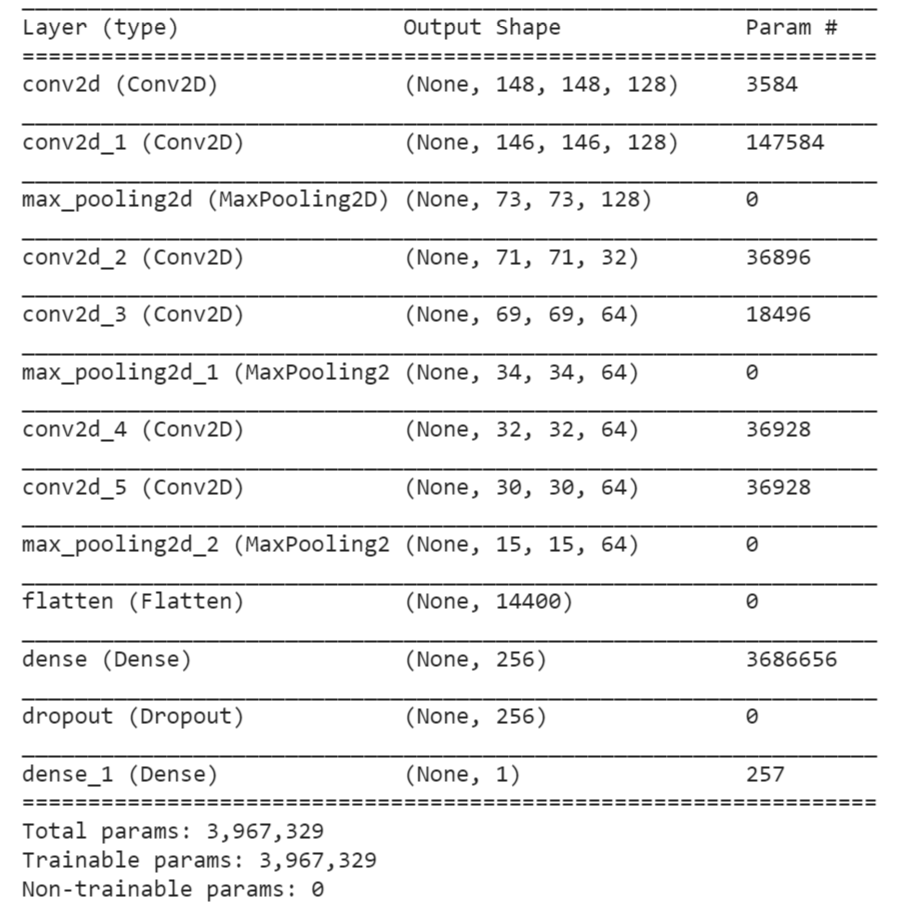 Layer (type) Output Shape Param #
conv2d (Conv2D) (None, 148, 148, 128) 3584
conv2d_1 (Conv2D) (None, 146, 146, 128) 147584
max_pooling2d (MaxPooling2D) (None, 73, 73, 128) 0
conv2d_2 (Conv2D) (None, 71, 71, 32) 36896
conv2d_3 (Conv2D) (None, 69, 69, 64) 18496
max_pooling2d_1 (MaxPooling2 (None, 34, 34, 64) 0
conv2d_4 (Conv2D) (None, 32, 32, 64) 36928
conv2d_5 (Conv2D) (None, 30, 30, 64) 36928
max_pooling2d_2 (MaxPooling2 (None, 15, 15, 64) 0
flatten (Flatten) (None, 14400) 0
dense (Dense) (None, 256) 3686656
dropout (Dropout) (None, 256) 0
dense_1 (Dense) (None, 1) 257
Total params: 3,967,329
Trainable params: 3,967,329
Non-trainable params: 0